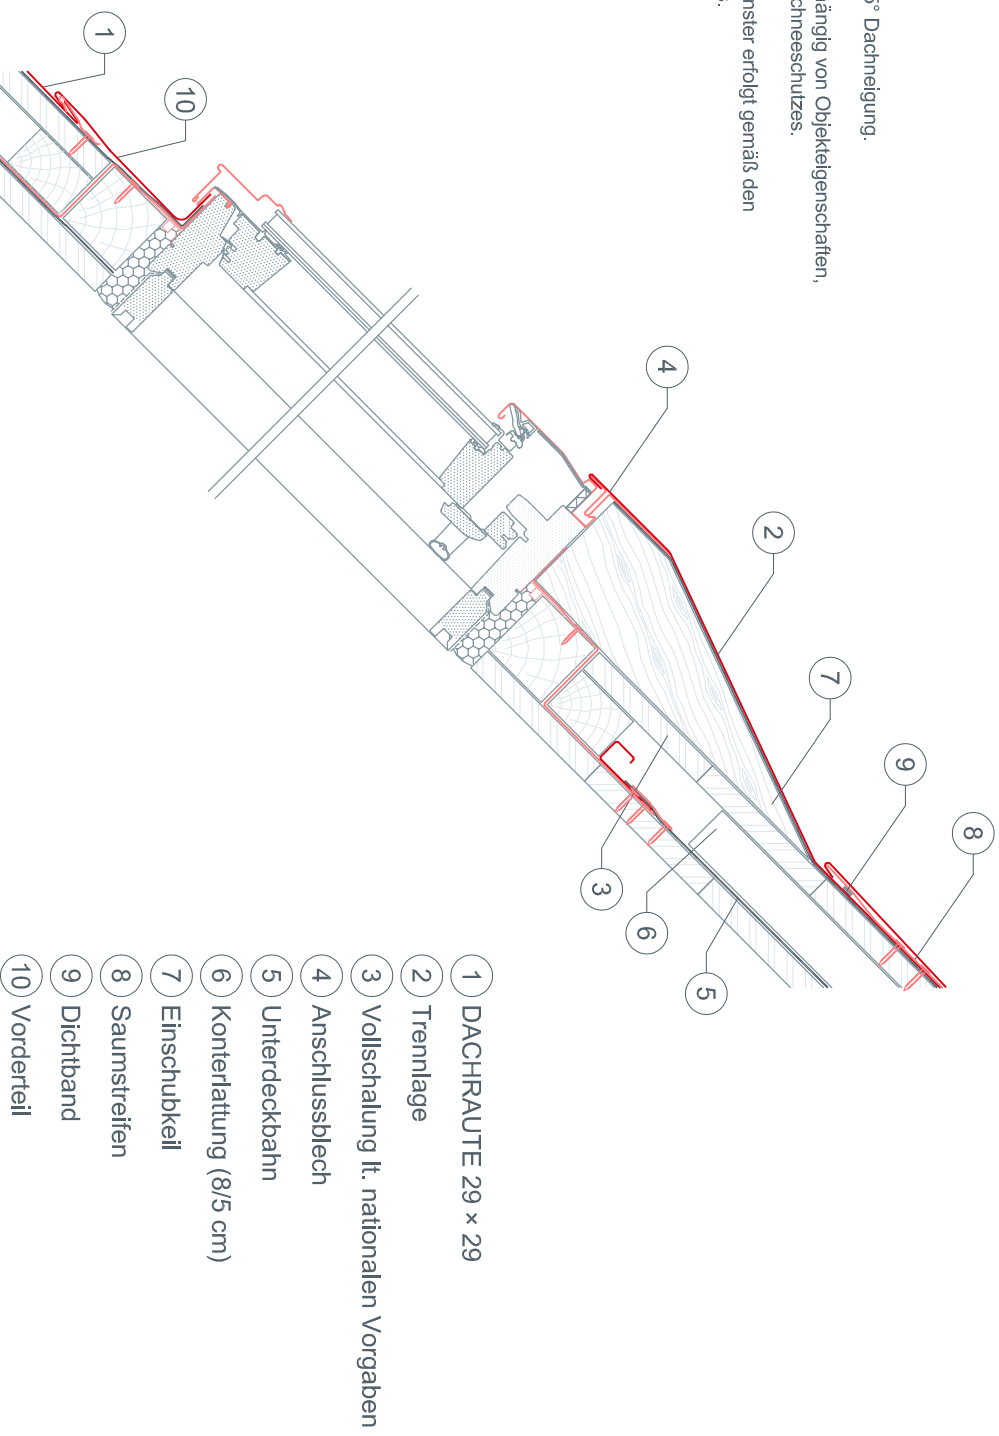 5° Dachneigung.
hängig von Objekteigenschaften,
chneeschutzes.
nster erfolgt gemäß den
s.
1
10
4
2
7
9
8
3
6
5
1 DACHRAUTE 29 × 29
2 Trennlage
3 Vollschalung lt. nationalen Vorgaben
4 Anschlussblech
5 Unterdeckbahn
6 Konterlattung (8/5 cm)
7 Einschubkeil
8 Saumstreifen
9 Dichtband
10 Vorderteil